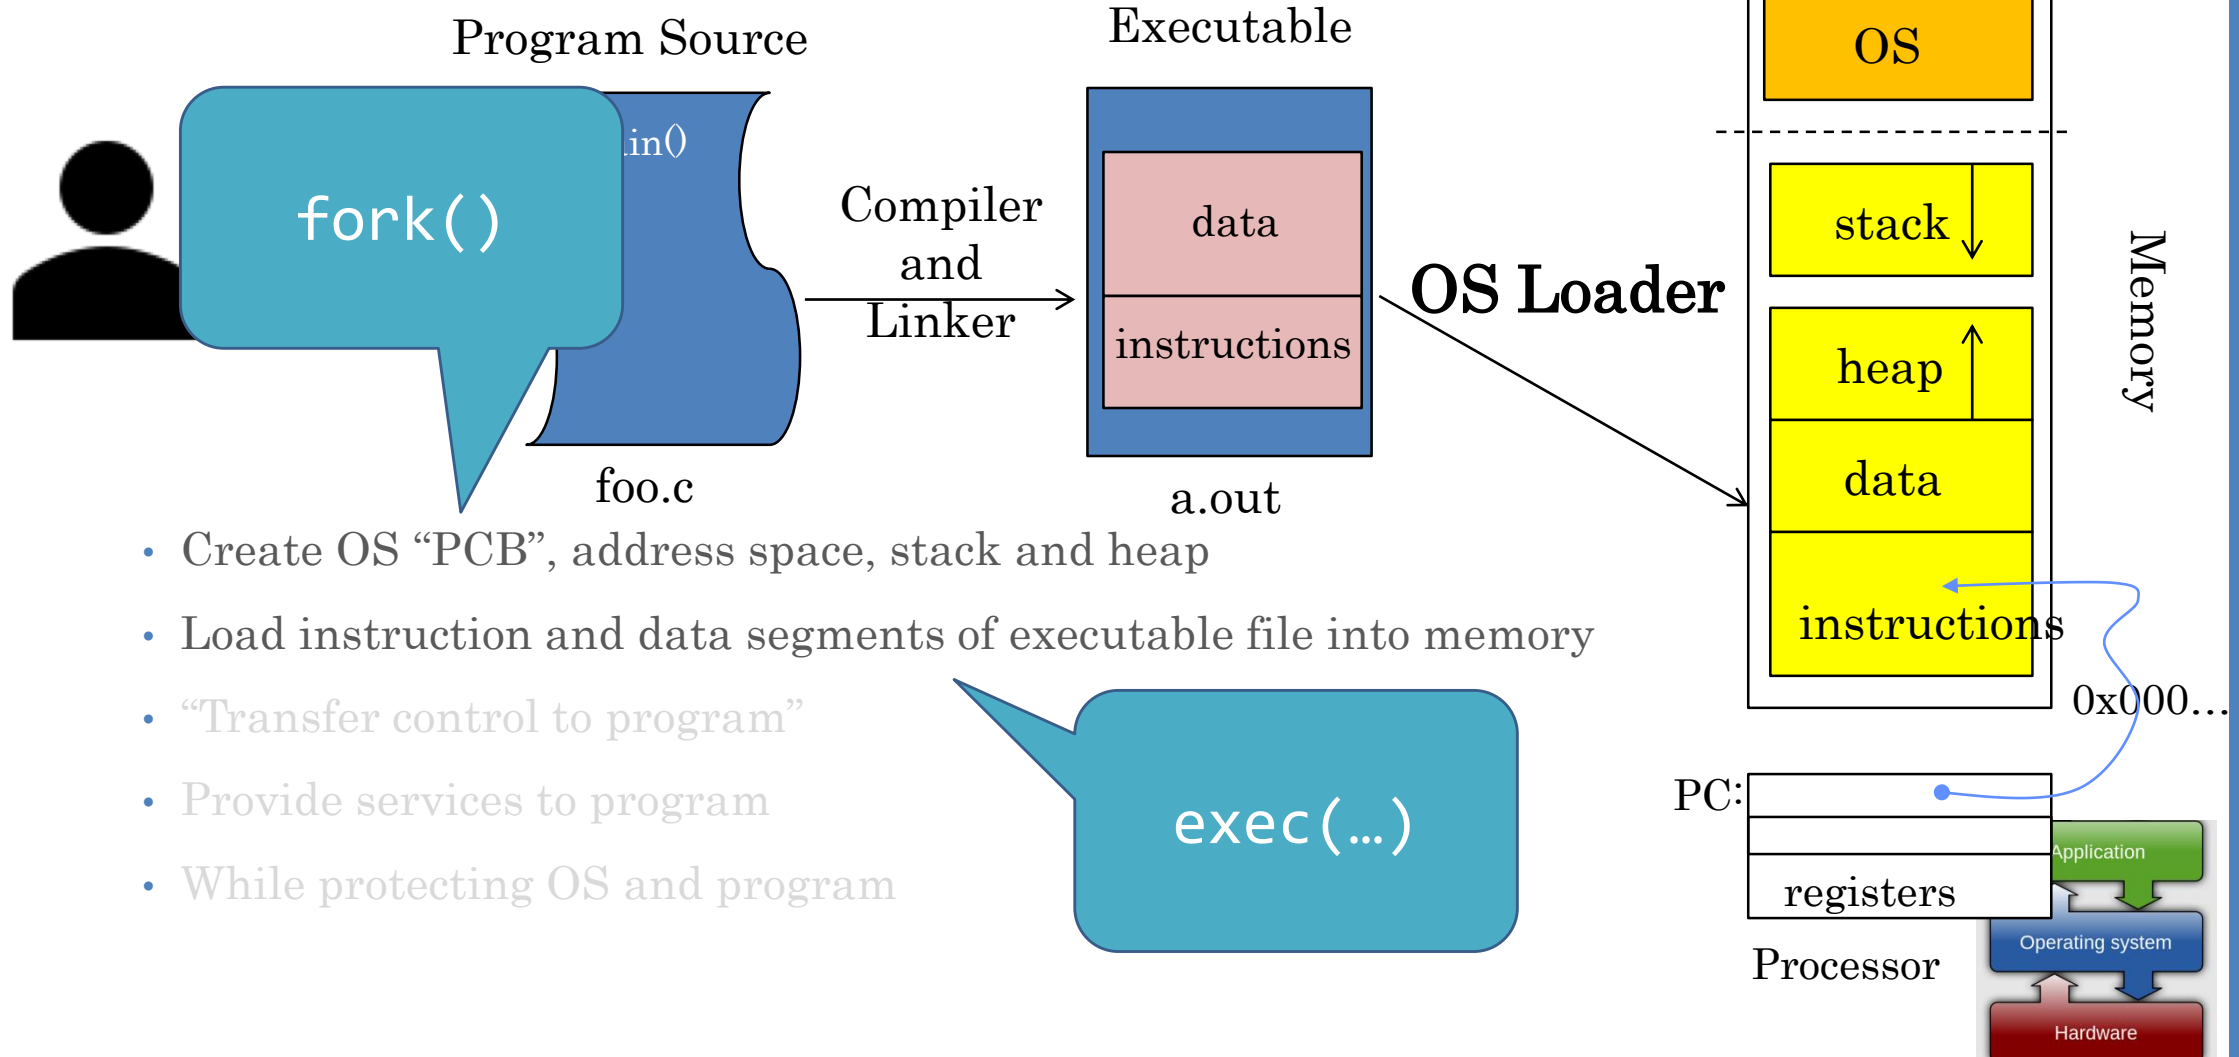 Program Source
Executable
OS
in()
fork()
Compiler
and
Linker
data
instructions
OS Loader
stack
heap
data
instructions
Memory
foo.c
a.out
• Create OS “PCB”, address space, stack and heap
• Load instruction and data segments of executable file into memory
• “Transfer control to program”
• Provide services to program
• While protecting OS and program
exec(…)
0x000…
PC:
registers
Processor
Application
Operating system
Hardware